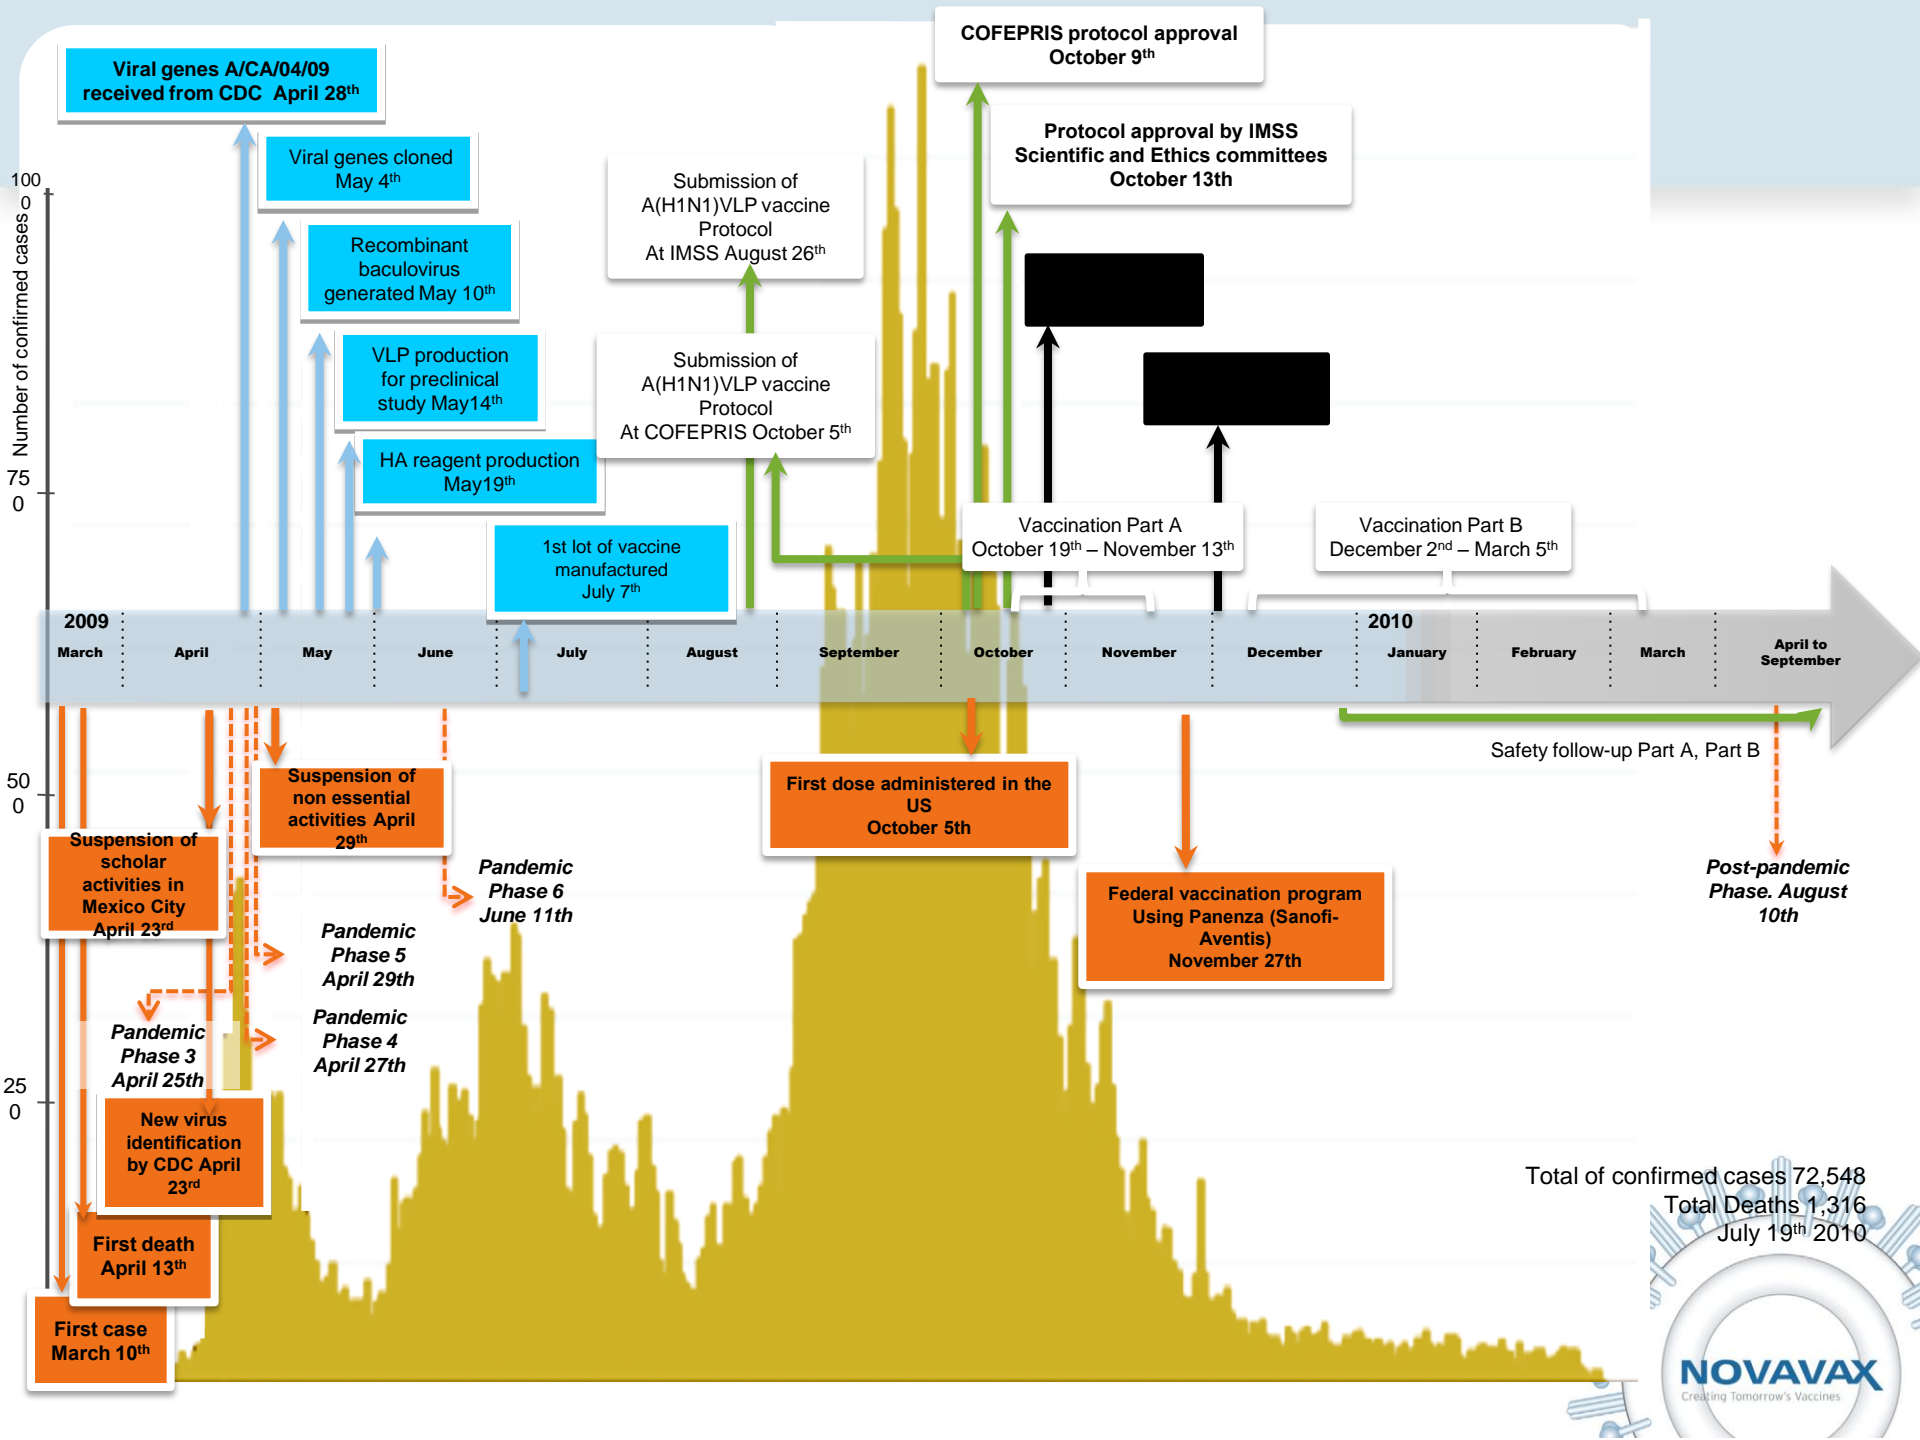 COFEPRIS protocol approval
October 9th
Viral genes A/CA/04/09
received from CDC  April 28th
Protocol approval by IMSS
Scientific and Ethics committees
October 13th
Viral genes cloned
May 4th
Submission of
A(H1N1)VLP vaccine
Protocol
At IMSS August 26th
100
0
Number of confirmed cases
Recombinant
baculovirus
generated May 10th
VLP production
for preclinical
study May14th
Submission of
A(H1N1)VLP vaccine
Protocol
At COFEPRIS October 5th
HA reagent production
May19th
75
0
1st lot of vaccine
manufactured
July 7th
Vaccination Part A
October 19th – November 13th
Vaccination Part B
December 2nd – March 5th
2009
2010
March
April
May
June
July
August
September
October
November
December
January
February
March
April to
September
Safety follow-up Part A, Part B
50
0
Suspension of
non essential
activities April
29th
First dose administered in the
US
October 5th
Suspension of
scholar
activities in
Mexico City
April 23rd
Pandemic
Phase 6
June 11th
Federal vaccination program
Using Panenza (Sanofi-
Aventis)
November 27th
Post-pandemic
Phase. August
10th
Pandemic
Phase 5
April 29th
Pandemic
Phase 4
April 27th
Pandemic
Phase 3
April 25th
25
0
New virus
identification
by CDC April
23rd
First death
April 13th
First case
March 10th
Total of confirmed cases 72,548
Total Deaths 1,316
July 19th 2010
NOVAVAX
Creating Tomorrow's Vaccines